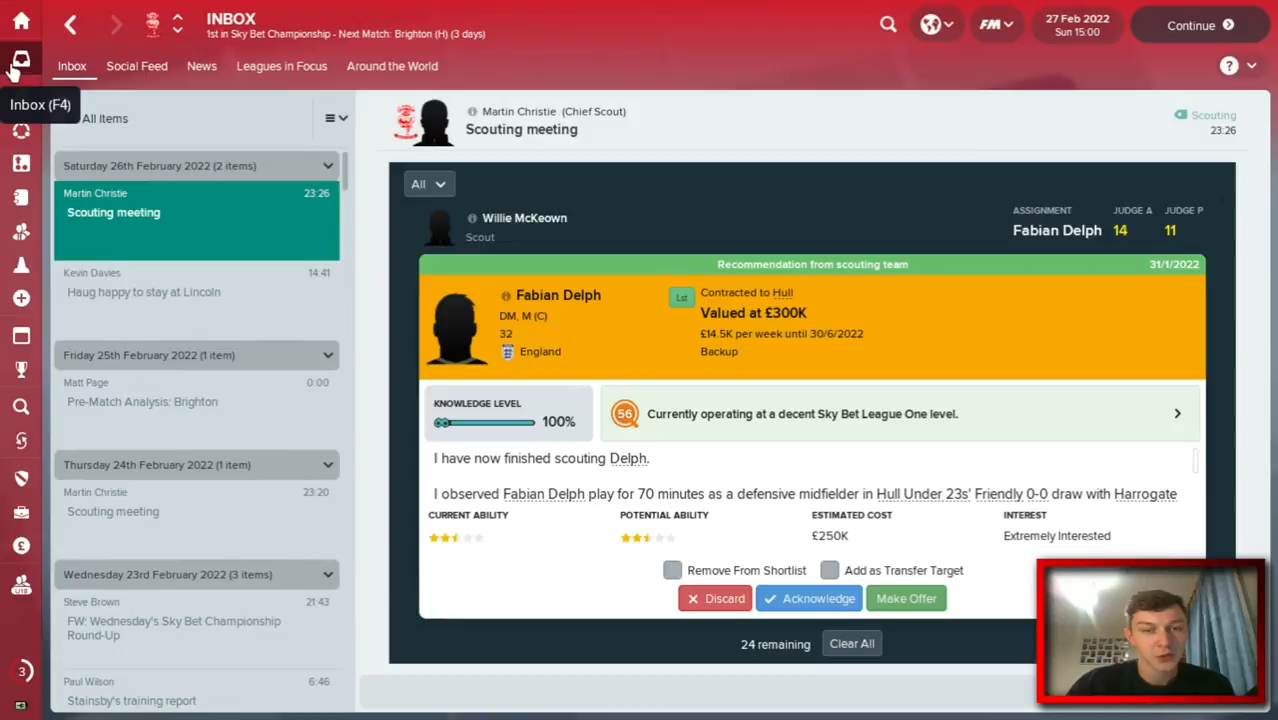 INBOX
1st in Sky Bet Championship - Next Match: Brighton (H) (3 days)
FM
27 Feb 2022
Sun 15:00
Continue
Inbox
Social Feed
News
Leagues in Focus
Around the World
?
Inbox (F4)
All Items
Saturday 26th February 2022 (2 items)
Martin Christie
23:26
Scouting meeting
Kevin Davies
14:41
Haug happy to stay at Lincoln
Friday 25th February 2022 (1 item)
Matt Page
0:00
Pre-Match Analysis: Brighton
Thursday 24th February 2022 (1 item)
Martin Christie
23:20
Scouting meeting
Wednesday 23rd February 2022 (3 items)
Steve Brown
21:43
FW: Wednesday's Sky Bet Championship
Round-Up
Paul Wilson
6:46
Stainsby's training report
3
U18
Martin Christie (Chief Scout)
Scouting meeting
Scouting
23:26
All
Willie McKeown
Scout
ASSIGNMENT
JUDGE A
JUDGE P
Fabian Delph
14
11
Recommendation from scouting team
31/1/2022
Fabian Delph
DM, M (C)
32
England
Lst
Contracted to Hull
Valued at £300K
£14.5K per week until 30/6/2022
Backup
KNOWLEDGE LEVEL
100%
56
Currently operating at a decent Sky Bet League One level.
I have now finished scouting Delph.
I observed Fabian Delph play for 70 minutes as a defensive midfielder in Hull Under 23s' Friendly 0-0 draw with Harrogate
CURRENT ABILITY
POTENTIAL ABILITY
ESTIMATED COST
INTEREST
£250K
Extremely Interested
Remove From Shortlist
Add as Transfer Target
Discard
Acknowledge
Make Offer
24 remaining
Clear All